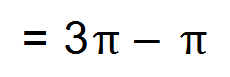 = 3π – π